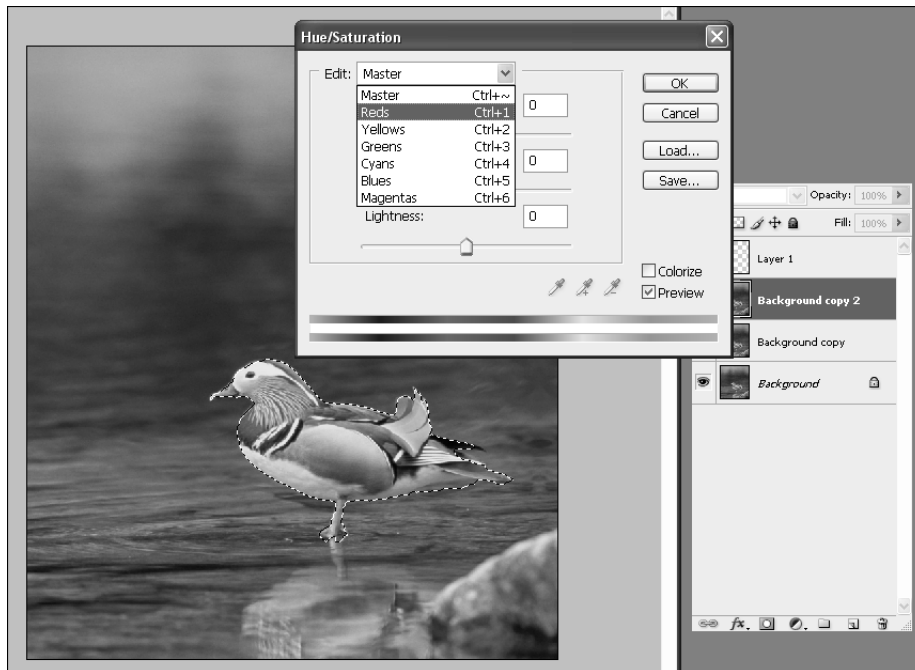 Hue/Saturation
Edit: Master
Master Ctrl+~
Reds Ctrl+1
Yellows Ctrl+2
Greens Ctrl+3
Cyans Ctrl+4
Blues Ctrl+5
Magentas Ctrl+6
0
0
Lightness: 0
OK
Cancel
Load...
Save...
Colorize
Preview
Opacity: 100%
Fill: 100%
Layer 1
Background copy 2
Background copy
Background
fx.